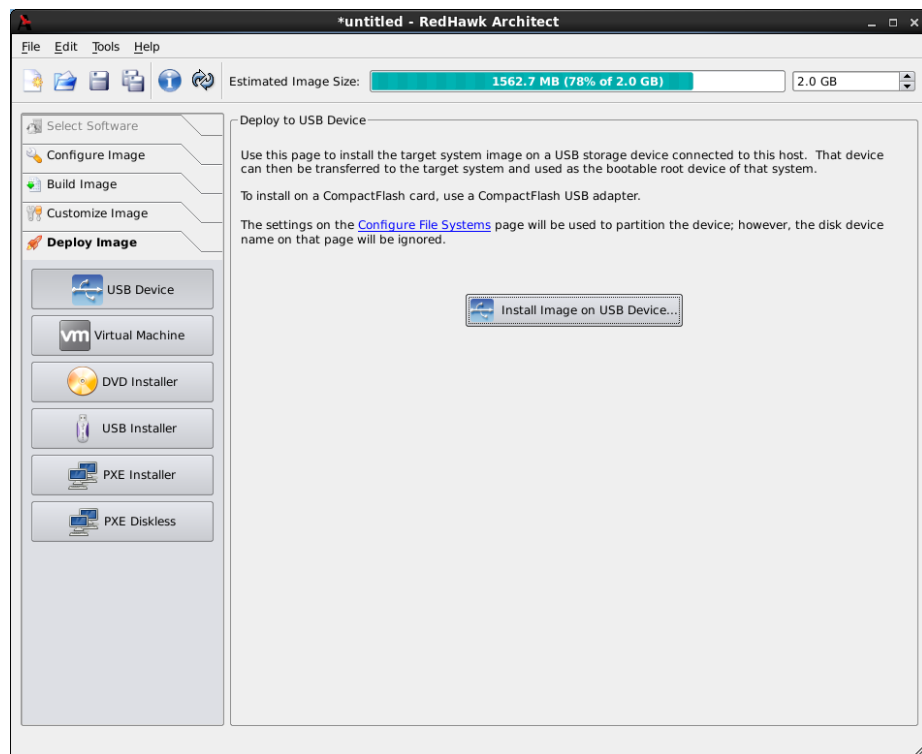 *untitled - RedHawk Architect
File Edit Tools Help
Estimated Image Size: 1562.7 MB (78% of 2.0 GB) 2.0 GB
Select Software
Configure Image
Build Image
Customize Image
Deploy Image
USB Device
vm Virtual Machine
DVD Installer
USB Installer
PXE Installer
PXE Diskless
Deploy to USB Device
Use this page to install the target system image on a USB storage device connected to this host. That device
can then be transferred to the target system and used as the bootable root device of that system.
To install on a CompactFlash card, use a CompactFlash USB adapter.
The settings on the Configure File Systems page will be used to partition the device; however, the disk device
name on that page will be ignored.
Install Image on USB Device...